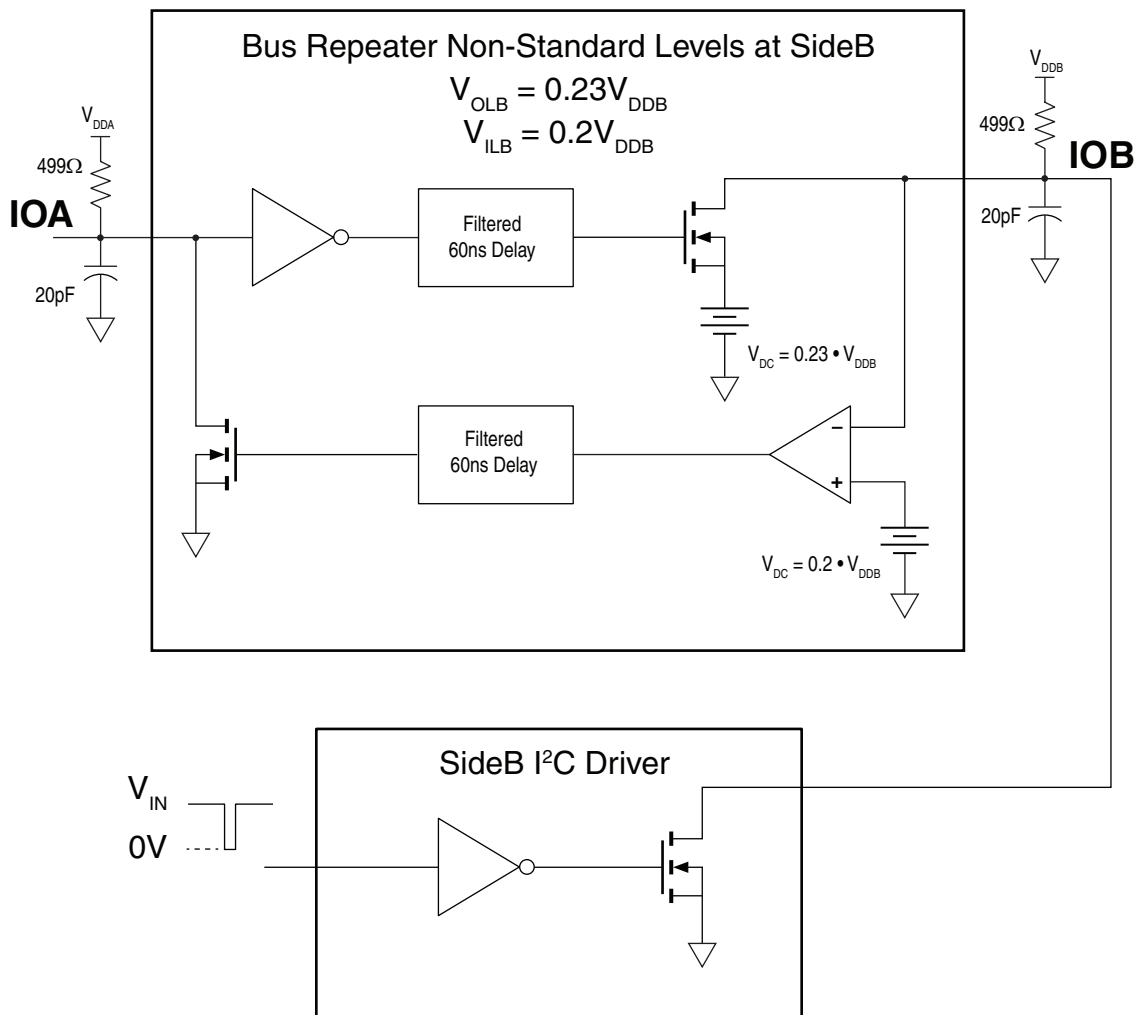 Bus Repeater Non-Standard Levels at SideB
V_OLB = 0.23V_DDB
V_ILB = 0.2V_DDB
V_DDA
499Ω
IOA
20pF
Filtered
60ns Delay
V_DDB
499Ω
IOB
20pF
V_DC = 0.23 • V_DDB
Filtered
60ns Delay
−
+
V_DC = 0.2 • V_DDB
SideB I²C Driver
V_IN
0V